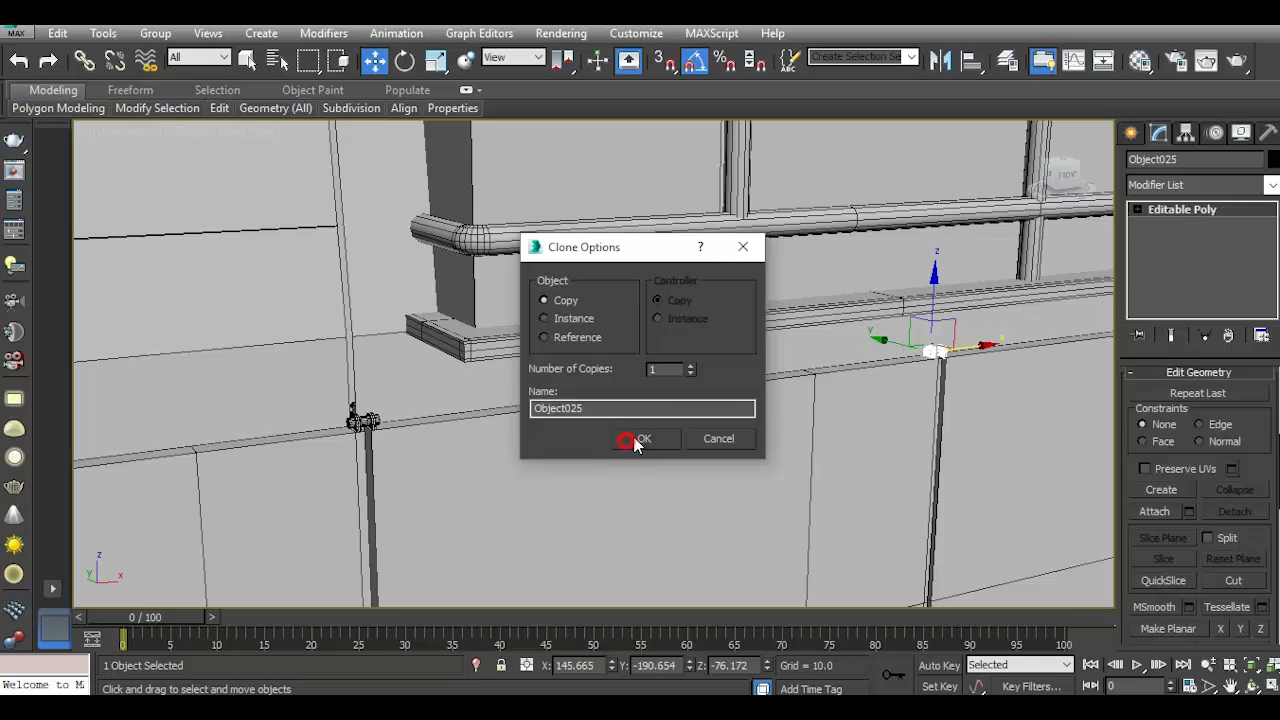 MAX
Edit Tools Group Views Create Modifiers Animation Graph Editors Rendering Customize MAXScript Help
All View 3 % ABC Create Selection Se
Modeling Freeform Selection Object Paint Populate
Polygon Modeling Modify Selection Edit Geometry (All) Subdivision Align Properties
Object025
Modifier List
Editable Poly
FRONT
z
y x
z
y x
Clone Options ? 
Object Controller
Copy Copy
Instance Instance
Reference
Number of Copies: 1
Name:
Object025
OK Cancel
Edit Geometry
Repeat Last
Constraints
None Edge
Face Normal
Preserve UVs
Create Collapse
Attach Detach
Slice Plane Split
Slice Reset Plane
QuickSlice Cut
MSmooth Tessellate
Make Planar X Y Z
< 0 / 100 >
0 5 10 15 20 25 30 35 40 45 50 55 60 65 70 75 80 85 90 95 100
1 Object Selected X: 145.665 Y: -190.654 Z: -76.172 Grid = 10.0 Auto Key Selected
Welcome to M Click and drag to select and move objects Add Time Tag Set Key Key Filters... 0